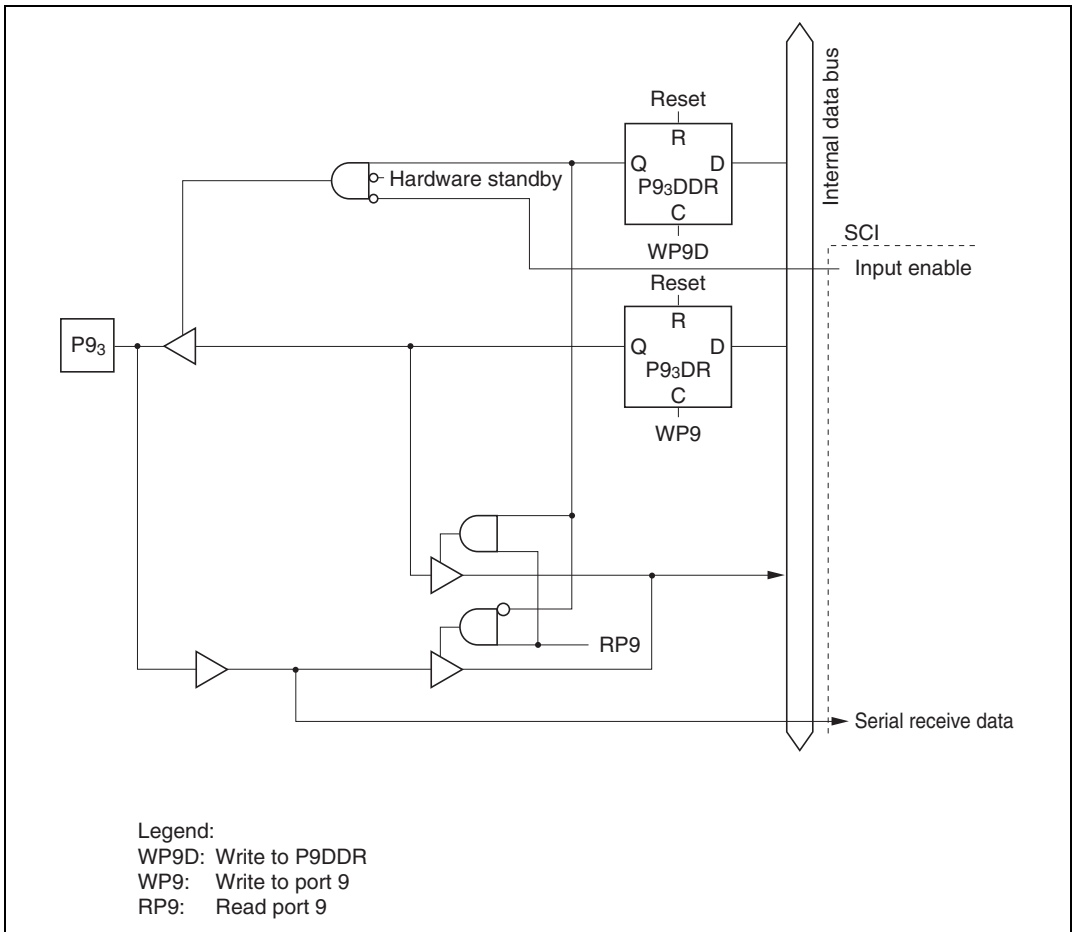 Reset
R
Q D
P93DDR
C
WP9D
Hardware standby
Internal data bus
SCI
Input enable
Reset
R
Q D
P93DR
C
WP9
P93
RP9
Serial receive data
Legend:
WP9D: Write to P9DDR
WP9: Write to port 9
RP9: Read port 9